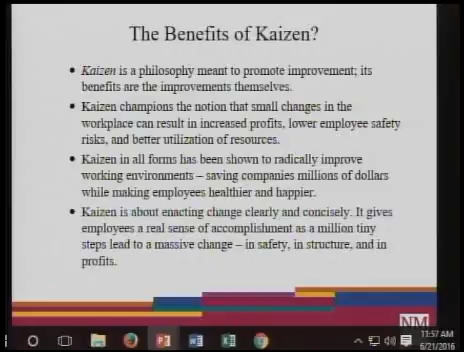 The Benefits of Kaizen?
• Kaizen is a philosophy meant to promote improvement; its
benefits are the improvements themselves.
• Kaizen champions the notion that small changes in the
workplace can result in increased profits, lower employee safety
risks, and better utilization of resources.
• Kaizen in all forms has been shown to radically improve
working environments – saving companies millions of dollars
while making employees healthier and happier.
• Kaizen is about enacting change clearly and concisely. It gives
employees a real sense of accomplishment as a million tiny
steps lead to a massive change – in safety, in structure, and in
profits.
NM
11:57 AM
6/21/2016